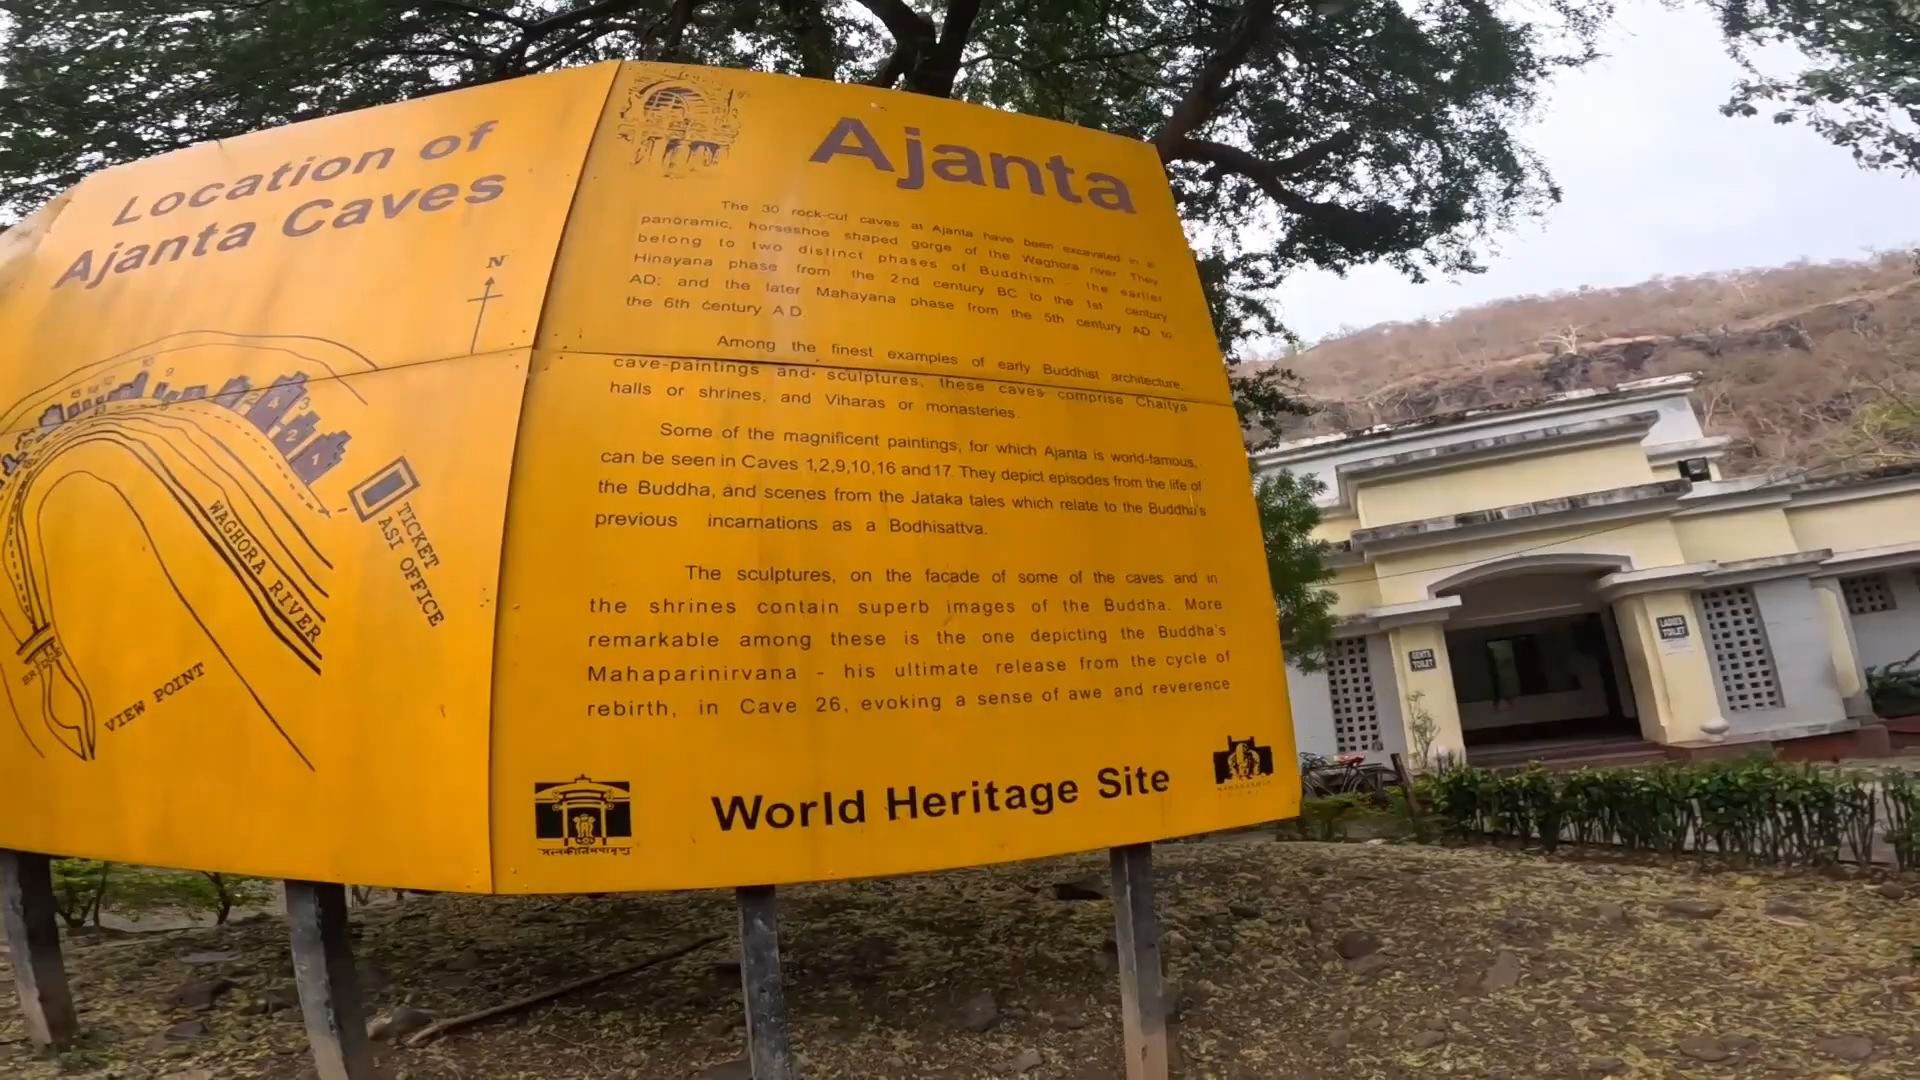 Location of
Ajanta Caves
N
10
9
3
4
2
1
TICKET
ASI OFFICE
WAGHORA RIVER
BRIDGE
VIEW POINT
Ajanta
The 30 rock-cut caves at Ajanta have been excavated in a
panoramic, horseshoe shaped gorge of the Waghora river They
belong to two distinct phases of Buddhism - the earlier
Hinayana phase from the 2nd century BC to the 1st century
AD; and the later Mahayana phase from the 5th century AD to
the 6th century A D.
Among the finest examples of early Buddhist architecture,
cave-paintings and sculptures, these caves comprise Chaitya
halls or shrines, and Viharas or monasteries.
Some of the magnificent paintings, for which Ajanta is world-famous,
can be seen in Caves 1,2,9,10,16 and 17. They depict episodes from the life of
the Buddha, and scenes from the Jataka tales which relate to the Buddha's
previous incarnations as a Bodhisattva.
The sculptures, on the facade of some of the caves and in
the shrines contain superb images of the Buddha. More
remarkable among these is the one depicting the Buddha's
Mahaparinirvana - his ultimate release from the cycle of
rebirth, in Cave 26, evoking a sense of awe and reverence
World Heritage Site
GENTS
TOILET
LADIES
TOILET